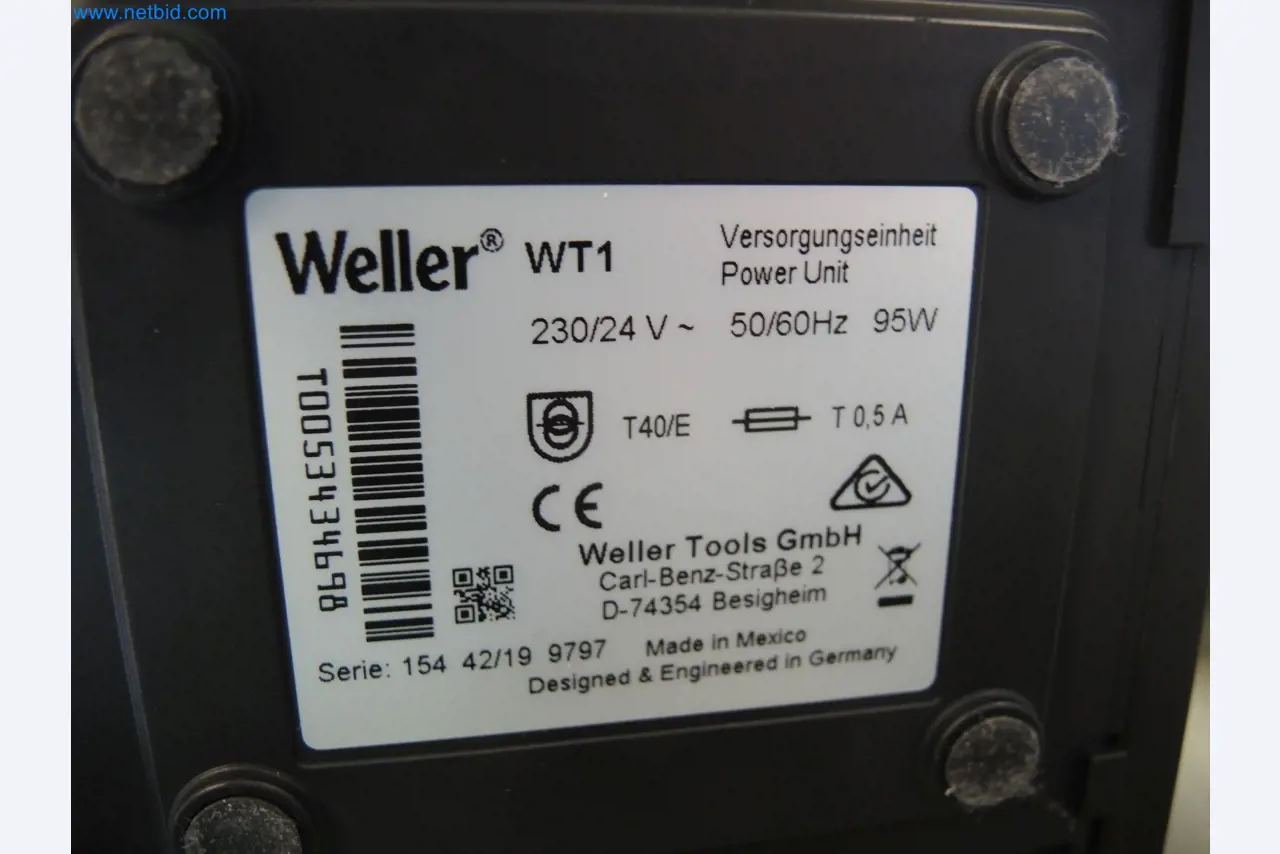 www.netbid.com
Weller® WT1
Versorgungseinheit
Power Unit
230/24 V ~ 50/60Hz 95W
T0053434698
T40/E
T 0,5 A
CE
Weller Tools GmbH
Carl-Benz-Straße 2
D-74354 Besigheim
Serie: 154 42/19 9797
Made in Mexico
Designed & Engineered in Germany